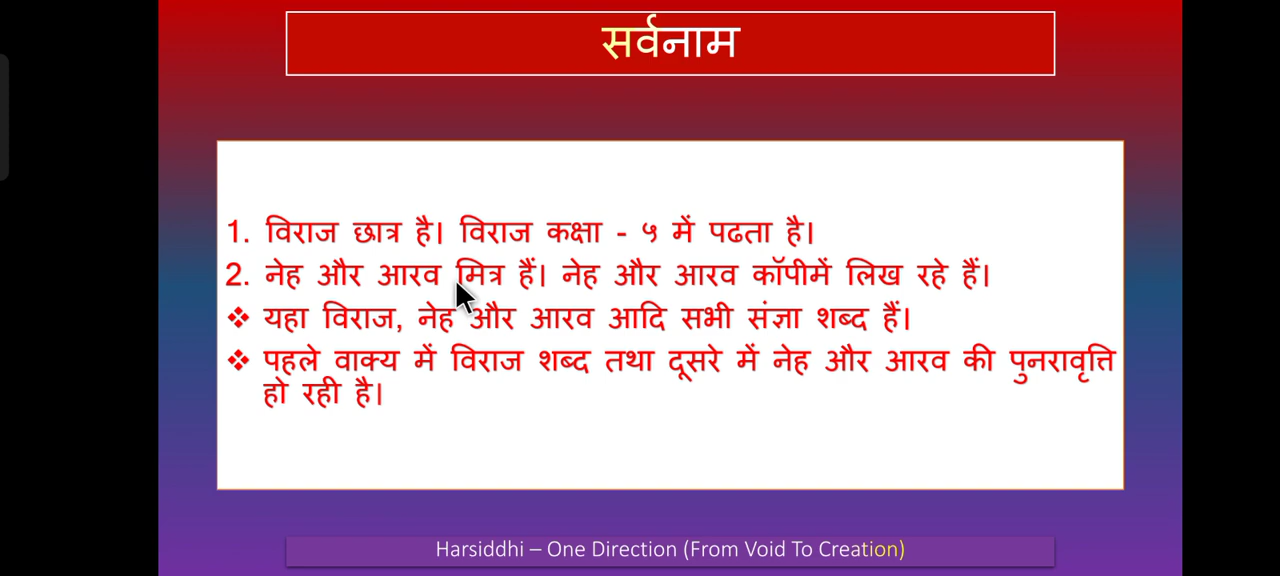 सर्वनाम
1. विराज छात्र है। विराज कक्षा - ५ में पढता है।
2. नेह और आरव मित्र हैं। नेह और आरव कॉपीमें लिख रहे हैं।
❖ यहा विराज, नेह और आरव आदि सभी संज्ञा शब्द हैं।
❖ पहले वाक्य में विराज शब्द तथा दूसरे में नेह और आरव की पुनरावृत्ति
हो रही है।
Harsiddhi – One Direction (From Void To Creation)